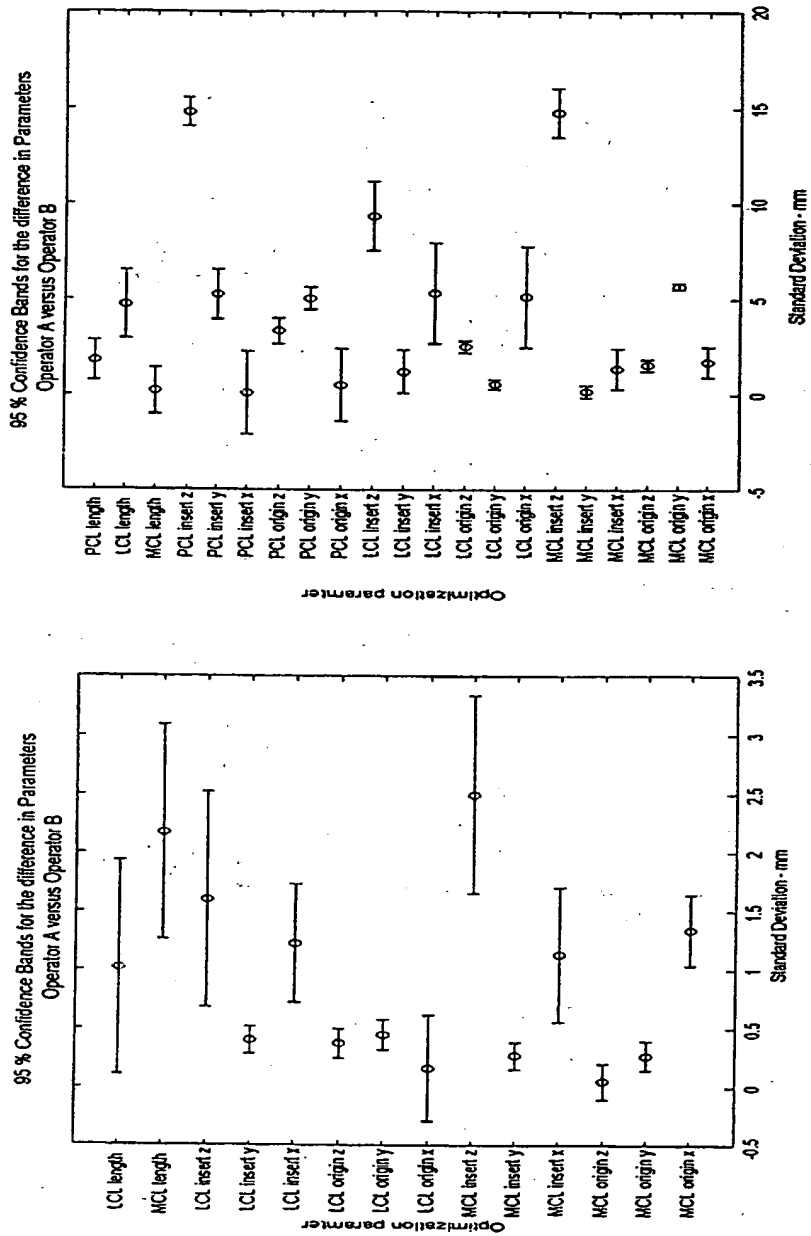 95 % Confidence Bands for the difference in Parameters
Operator A versus Operator B
LCL length
MCL length
LCL insert z
LCL insert y
LCL insert x
LCL origin z
LCL origin y
LCL origin x
MCL insert z
MCL insert y
MCL insert x
MCL origin z
MCL origin y
MCL origin x
Optimization paramter
-0.5 0 0.5 1 1.5 2 2.5 3 3.5
Standard Deviation - mm
95 % Confidence Bands for the difference in Parameters
Operator A versus Operator B
PCL length
LCL length
MCL length
PCL insert z
PCL insert y
PCL insert x
PCL origin z
PCL origin y
PCL origin x
LCL insert z
LCL insert y
LCL insert x
LCL origin z
LCL origin y
LCL origin x
MCL insert z
MCL insert y
MCL insert x
MCL origin z
MCL origin y
MCL origin x
Optimization paramter
-5 0 5 10 15 20
Standard Deviation - mm